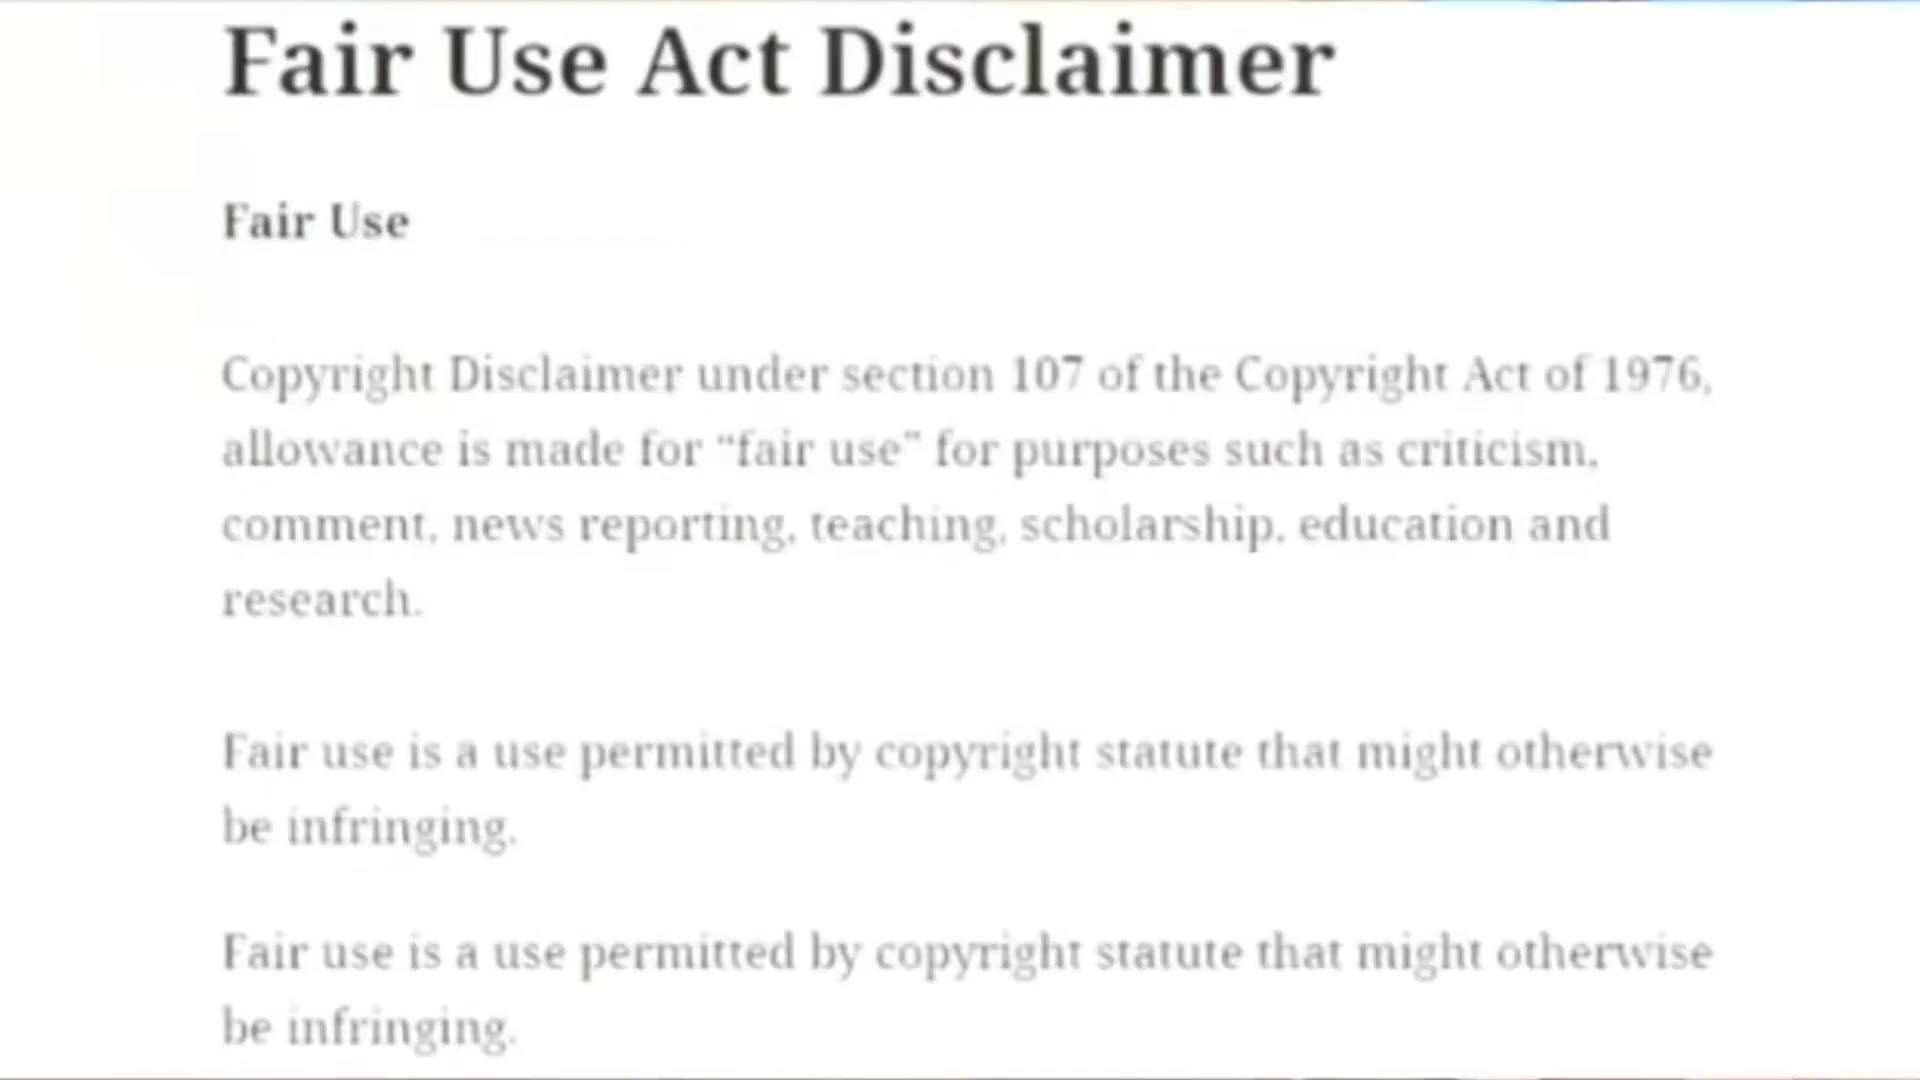 Fair Use Act Disclaimer
Fair Use
Copyright Disclaimer under section 107 of the Copyright Act of 1976,
allowance is made for “fair use” for purposes such as criticism,
comment, news reporting, teaching, scholarship, education and
research.
Fair use is a use permitted by copyright statute that might otherwise
be infringing.
Fair use is a use permitted by copyright statute that might otherwise
be infringing.